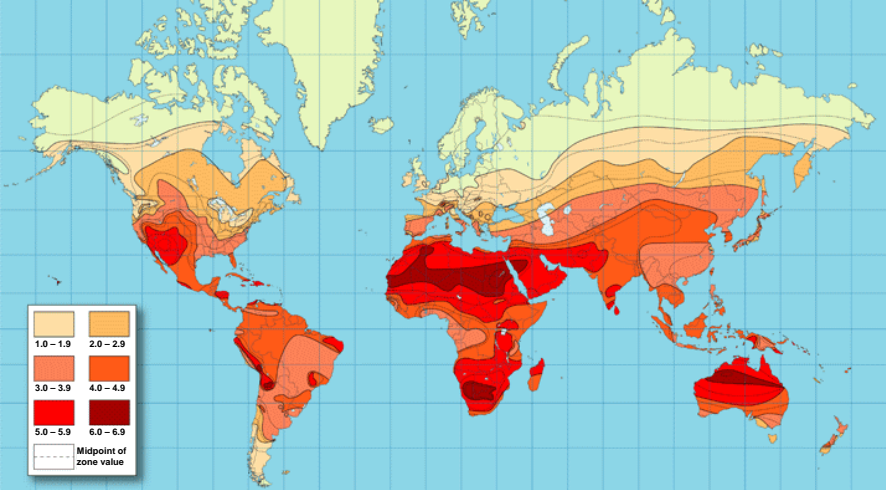 1.0 – 1.9 2.0 – 2.9
3.0 – 3.9 4.0 – 4.9
5.0 – 5.9 6.0 – 6.9
Midpoint of
zone value